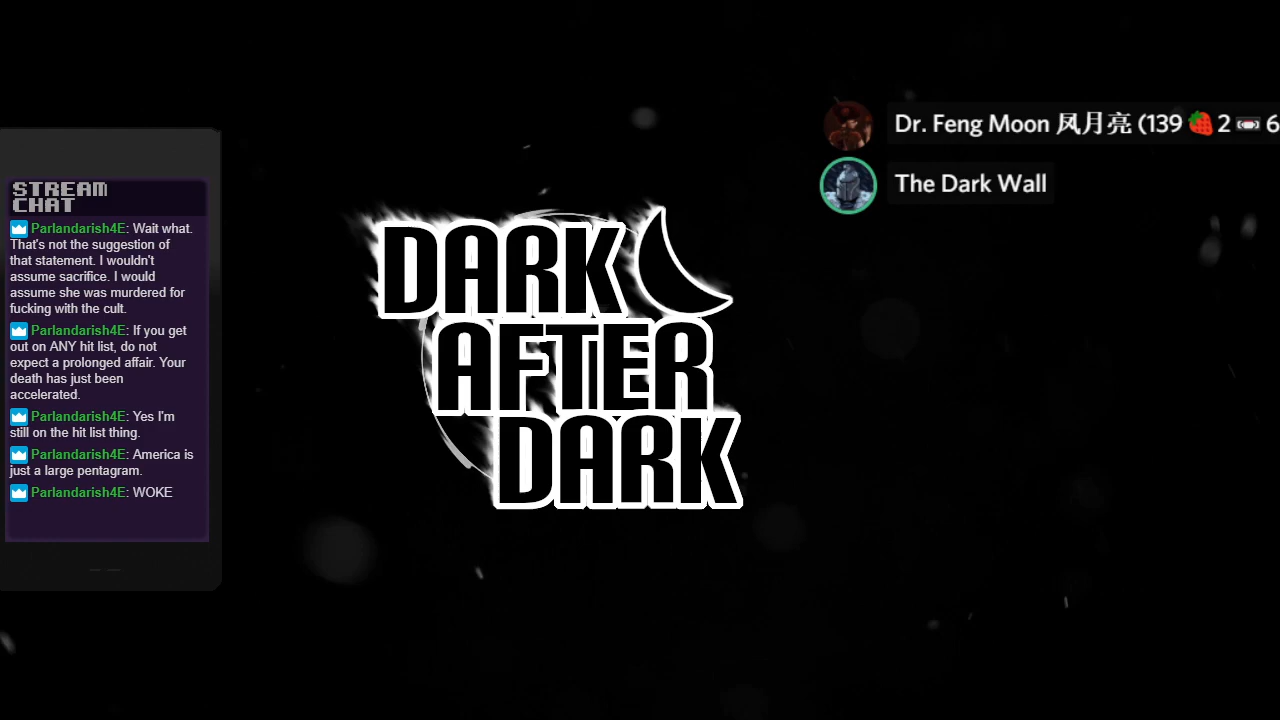 STREAM
CHAT
Parlandarish4E: Wait what.
That's not the suggestion of
that statement. I wouldn't
assume sacrifice. I would
assume she was murdered for
fucking with the cult.
Parlandarish4E: If you get
out on ANY hit list, do not
expect a prolonged affair. Your
death has just been
accelerated.
Parlandarish4E: Yes I'm
still on the hit list thing.
Parlandarish4E: America is
just a large pentagram.
Parlandarish4E: WOKE
DARK
AFTER
DARK
Dr. Feng Moon 凤月亮 (139 🍓 2 📼 6
The Dark Wall